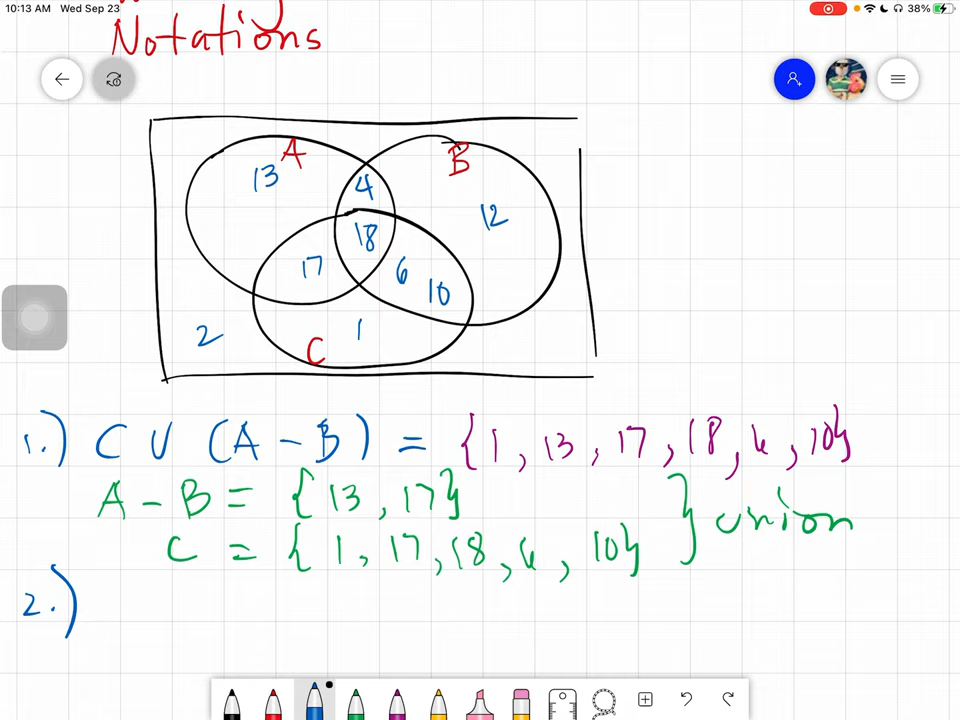 10:13 AM Wed Sep 23
38%
Notations
A
B
13
4
12
18
17
6
10
2
1
C
1.) C ∪ (A - B) = {1, 13, 17, 18, 6, 10}
A - B = {13, 17}
C = {1, 17, 18, 6, 10} } union
2.)